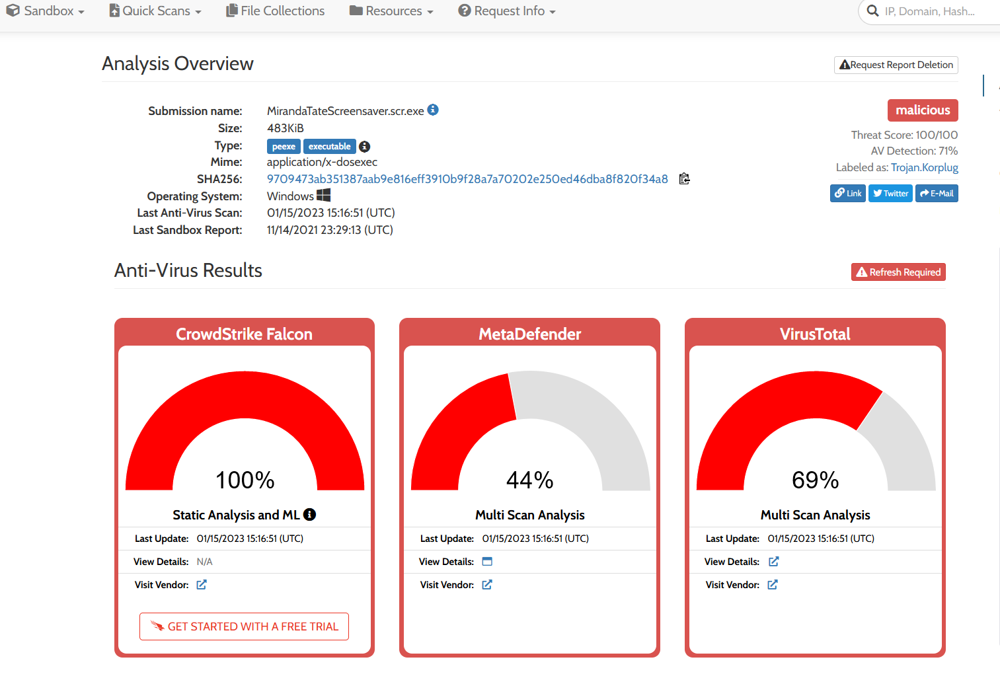 Sandbox Quick Scans File Collections Resources Request Info IP, Domain, Hash...
Analysis Overview
Request Report Deletion
Submission name: MirandaTateScreensaver.scr.exe
Size: 483KiB
Type: peexe executable
Mime: application/x-dosexec
SHA256: 9709473ab351387aab9e816eff3910b9f28a7a70202e250ed46dba8f820f34a8
Operating System: Windows
Last Anti-Virus Scan: 01/15/2023 15:16:51 (UTC)
Last Sandbox Report: 11/14/2021 23:29:13 (UTC)
malicious
Threat Score: 100/100
AV Detection: 71%
Labeled as: Trojan.Korplug
Link Twitter E-Mail
Anti-Virus Results
Refresh Required
CrowdStrike Falcon
100%
Static Analysis and ML
Last Update: 01/15/2023 15:16:51 (UTC)
View Details: N/A
Visit Vendor:
GET STARTED WITH A FREE TRIAL
MetaDefender
44%
Multi Scan Analysis
Last Update: 01/15/2023 15:16:51 (UTC)
View Details:
Visit Vendor:
VirusTotal
69%
Multi Scan Analysis
Last Update: 01/15/2023 15:16:51 (UTC)
View Details:
Visit Vendor: